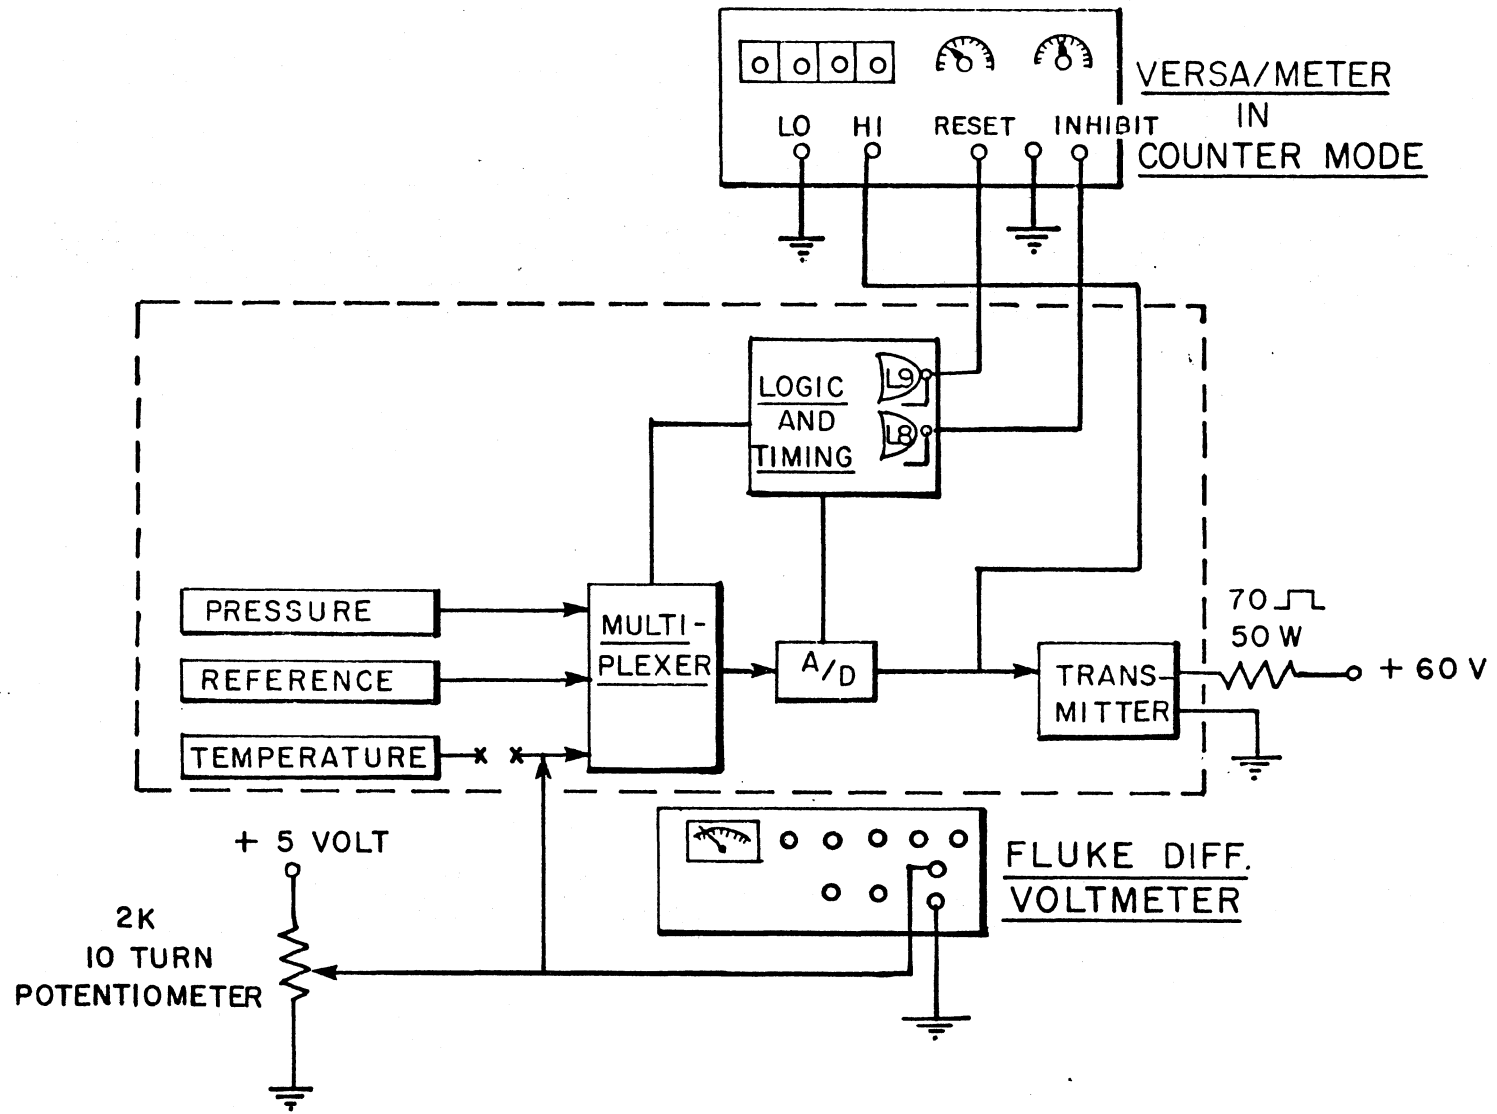 VERSA/METER
IN
COUNTER MODE
LO HI RESET INHIBIT
LOGIC
AND
TIMING
L9
L8
PRESSURE
REFERENCE
TEMPERATURE
MULTI-
PLEXER
A/D
TRANS-
MITTER
70
50 W
+ 60 V
+ 5 VOLT
2K
10 TURN
POTENTIOMETER
FLUKE DIFF.
VOLTMETER